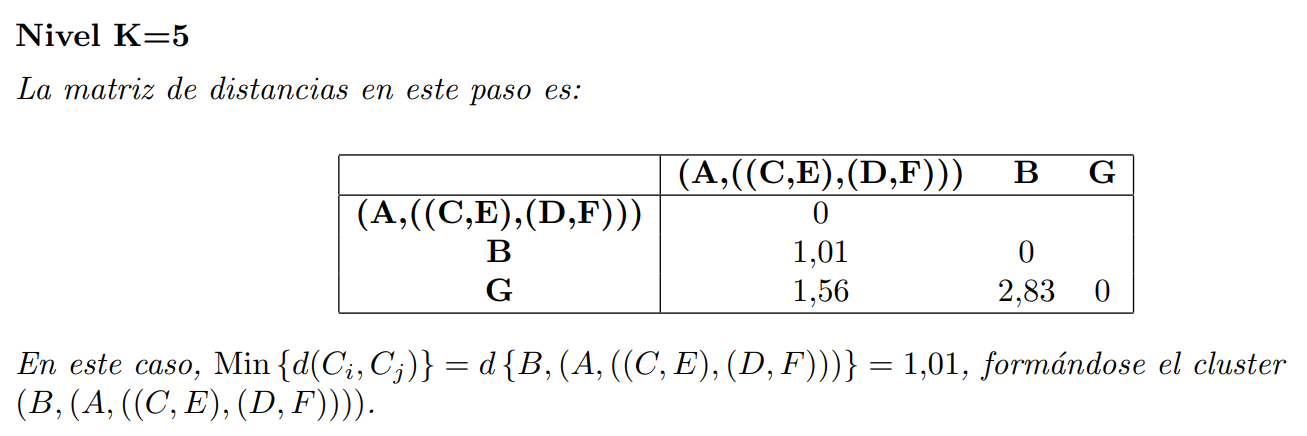 Nivel K=5
La matriz de distancias en este paso es:
(A,((C,E),(D,F))) B G
(A,((C,E),(D,F))) 0
B 1,01 0
G 1,56 2,83 0
En este caso, Min {d(Ci, Cj)} = d {B, (A, ((C, E), (D, F)))} = 1,01, formándose el cluster
(B, (A, ((C, E), (D, F)))).